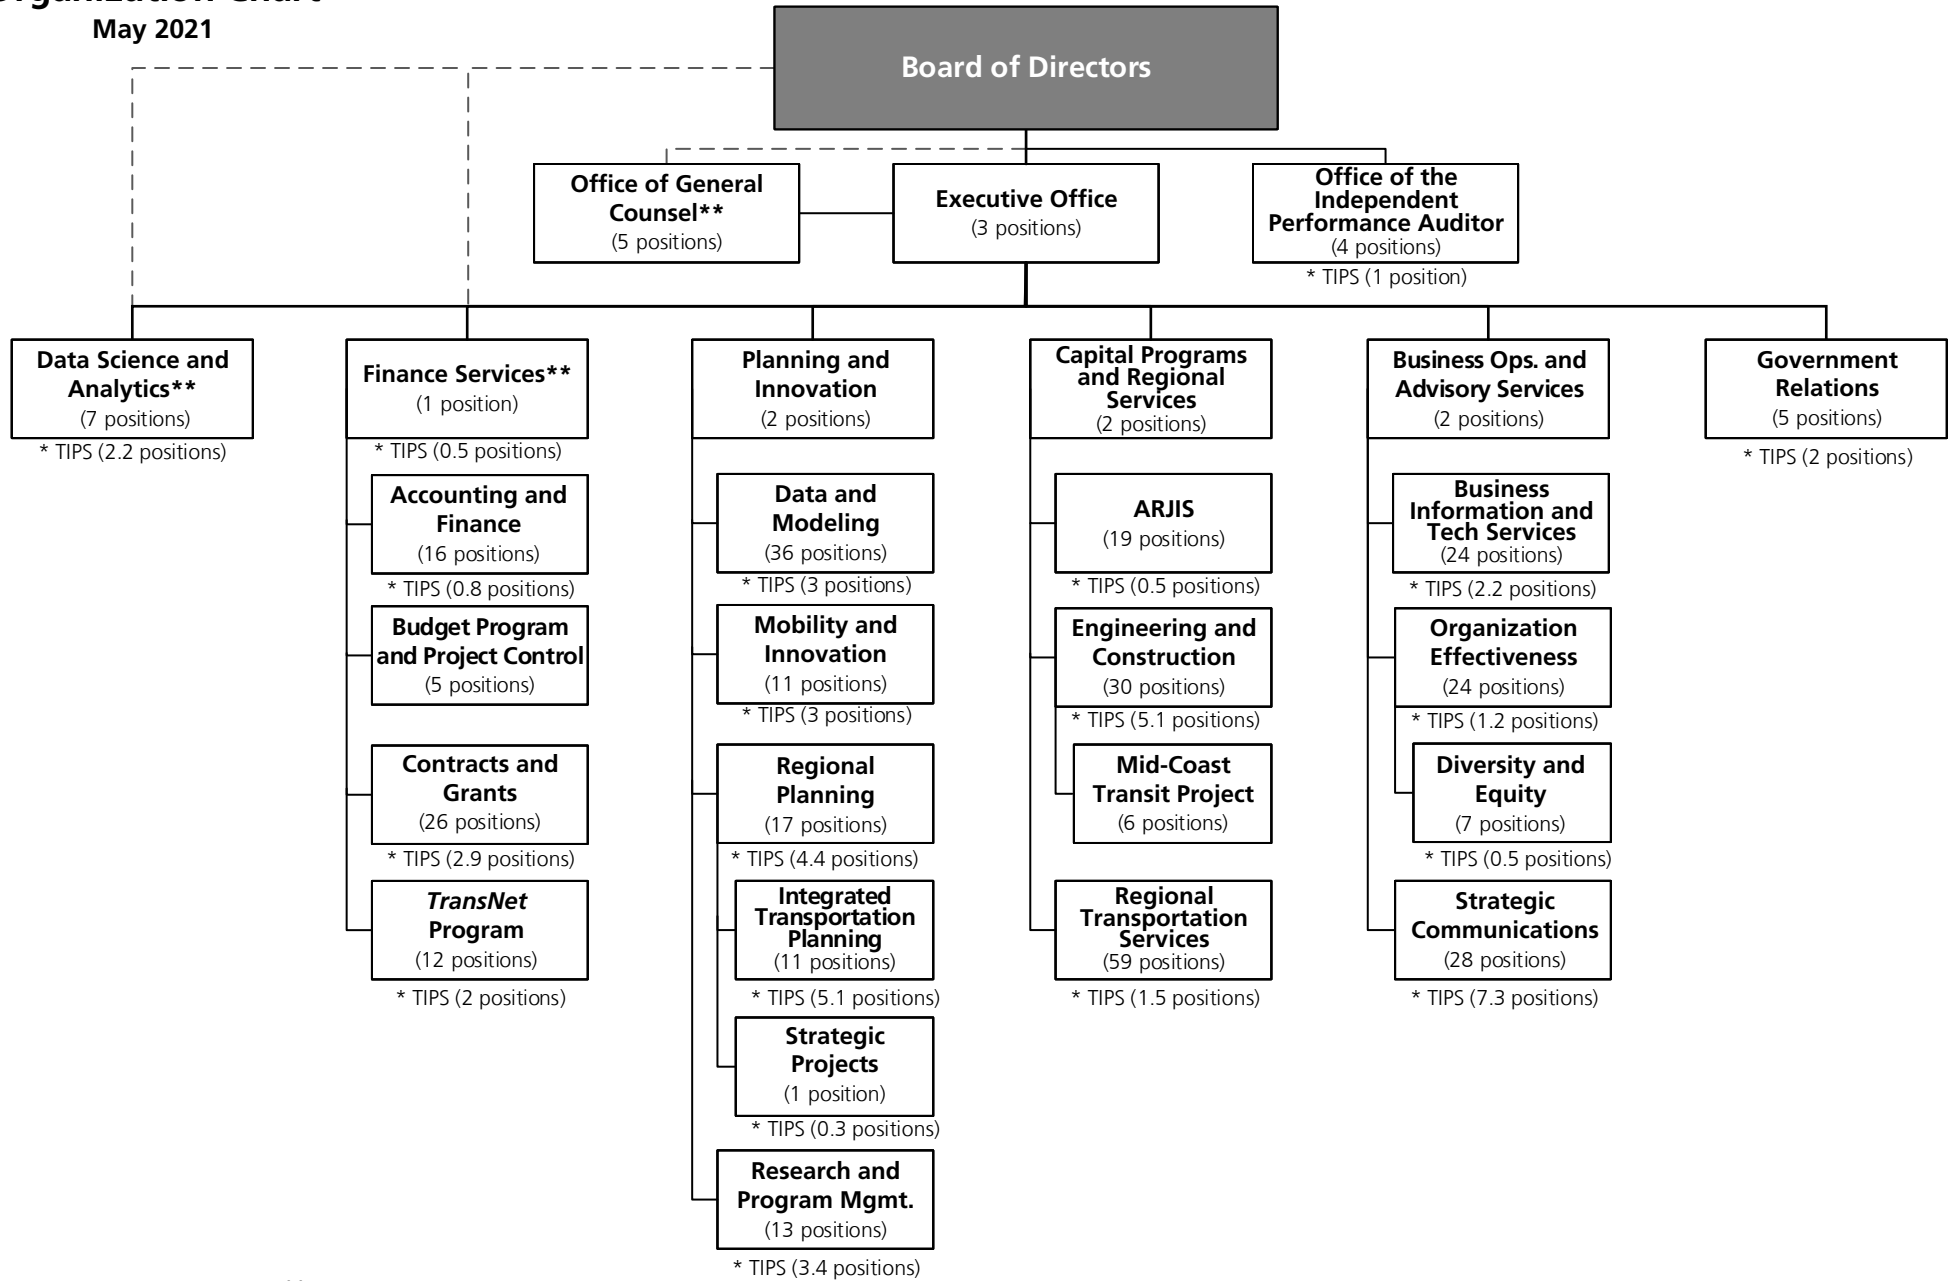 Organization Chart
May 2021
Board of Directors
Office of General
Counsel**
(5 positions)
Executive Office
(3 positions)
Office of the
Independent
Performance Auditor
(4 positions)
* TIPS (1 position)
Data Science and
Analytics**
(7 positions)
* TIPS (2.2 positions)
Finance Services**
(1 position)
* TIPS (0.5 positions)
Accounting and
Finance
(16 positions)
* TIPS (0.8 positions)
Budget Program
and Project Control
(5 positions)
Contracts and
Grants
(26 positions)
* TIPS (2.9 positions)
TransNet
Program
(12 positions)
* TIPS (2 positions)
Planning and
Innovation
(2 positions)
Data and
Modeling
(36 positions)
* TIPS (3 positions)
Mobility and
Innovation
(11 positions)
* TIPS (3 positions)
Regional
Planning
(17 positions)
* TIPS (4.4 positions)
Integrated
Transportation
Planning
(11 positions)
* TIPS (5.1 positions)
Strategic
Projects
(1 position)
* TIPS (0.3 positions)
Research and
Program Mgmt.
(13 positions)
* TIPS (3.4 positions)
Capital Programs
and Regional
Services
(2 positions)
ARJIS
(19 positions)
* TIPS (0.5 positions)
Engineering and
Construction
(30 positions)
* TIPS (5.1 positions)
Mid-Coast
Transit Project
(6 positions)
Regional
Transportation
Services
(59 positions)
* TIPS (1.5 positions)
Business Ops. and
Advisory Services
(2 positions)
Business
Information and
Tech Services
(24 positions)
* TIPS (2.2 positions)
Organization
Effectiveness
(24 positions)
* TIPS (1.2 positions)
Diversity and
Equity
(7 positions)
* TIPS (0.5 positions)
Strategic
Communications
(28 positions)
* TIPS (7.3 positions)
Government
Relations
(5 positions)
* TIPS (2 positions)